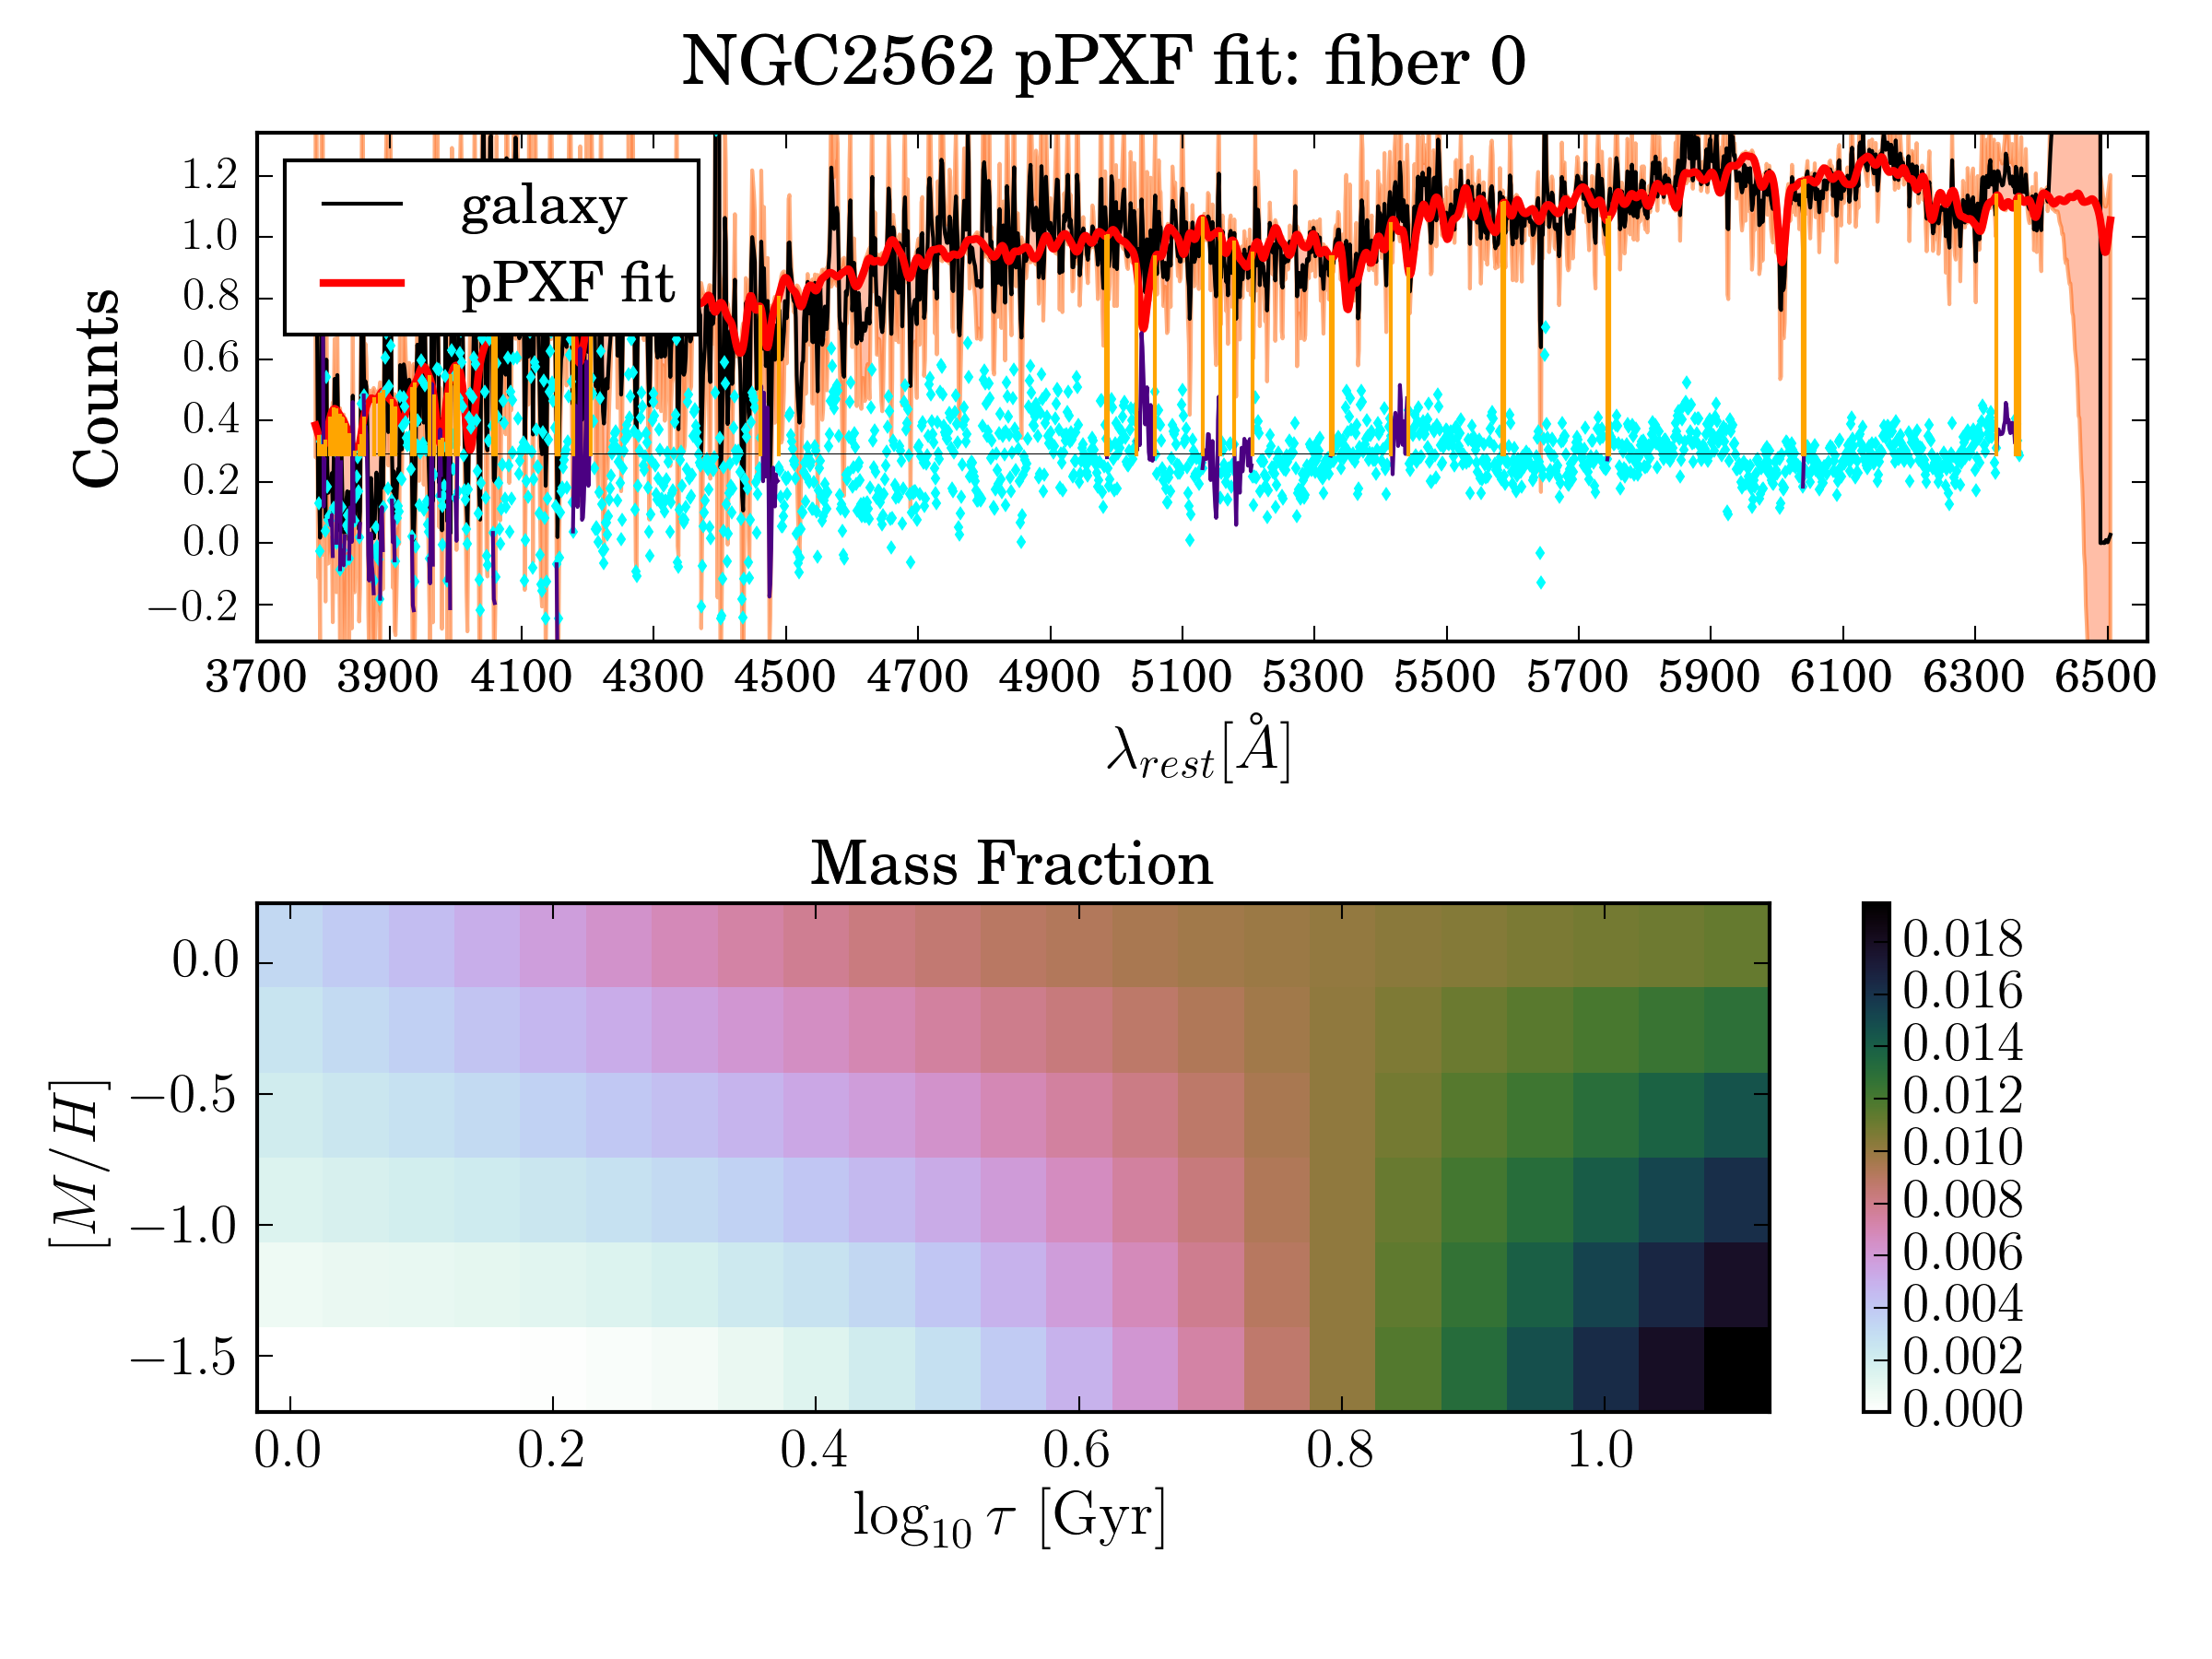 NGC2562 pPXF fit: fiber 0
galaxy
pPXF fit
Counts
1.2
1.0
0.8
0.6
0.4
0.2
0.0
−0.2
3700 3900 4100 4300 4500 4700 4900 5100 5300 5500 5700 5900 6100 6300 6500
λrest[Å]
Mass Fraction
[M/H]
0.0
−0.5
−1.0
−1.5
0.0 0.2 0.4 0.6 0.8 1.0
log10 τ [Gyr]
0.018
0.016
0.014
0.012
0.010
0.008
0.006
0.004
0.002
0.000